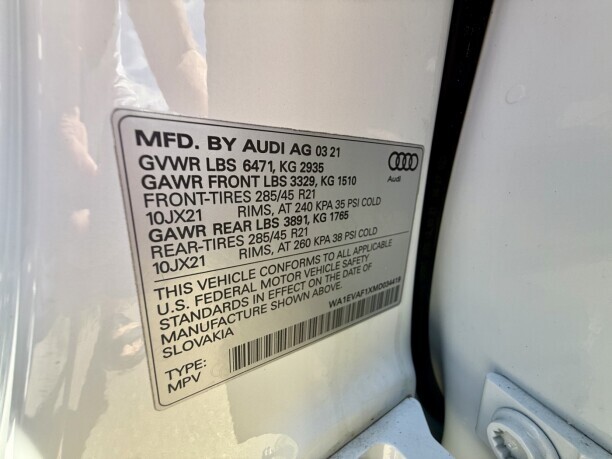 MFD. BY AUDI AG 03 21
GVWR LBS 6471, KG 2935
GAWR FRONT LBS 3329, KG 1510
FRONT-TIRES 285/45 R21
10JX21 RIMS, AT 240 KPA 35 PSI COLD
GAWR REAR LBS 3891, KG 1765
REAR-TIRES 285/45 R21
10JX21 RIMS, AT 260 KPA 38 PSI COLD
Audi
THIS VEHICLE CONFORMS TO ALL APPLICABLE
U.S. FEDERAL MOTOR VEHICLE SAFETY
STANDARDS IN EFFECT ON THE DATE OF
MANUFACTURE SHOWN ABOVE.
SLOVAKIA
WA1EVAF1XMD034419
TYPE:
MPV